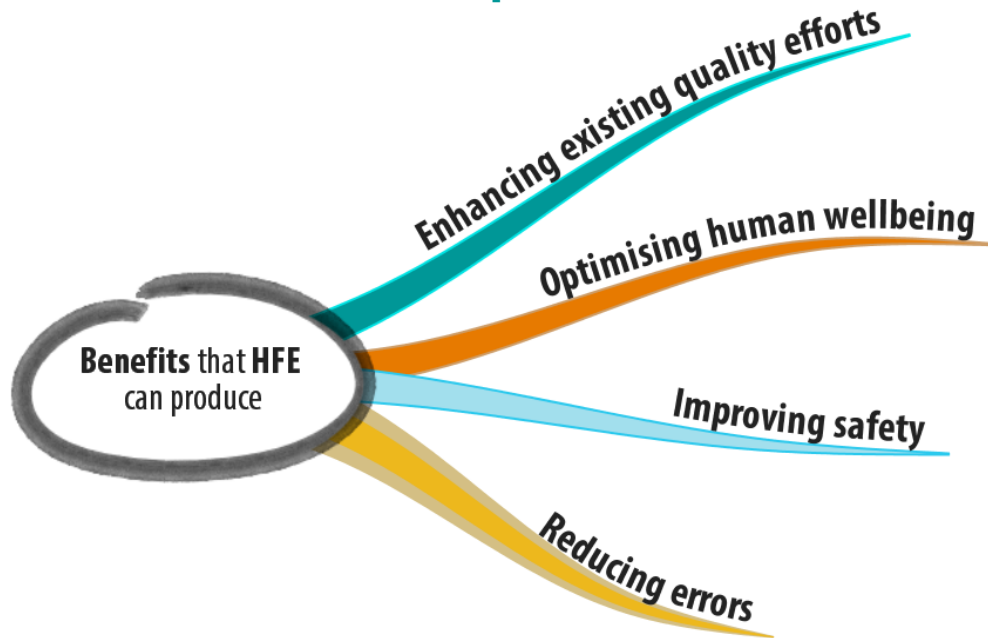 Enhancing existing quality efforts
Optimising human wellbeing
Benefits that HFE
can produce
Improving safety
Reducing errors